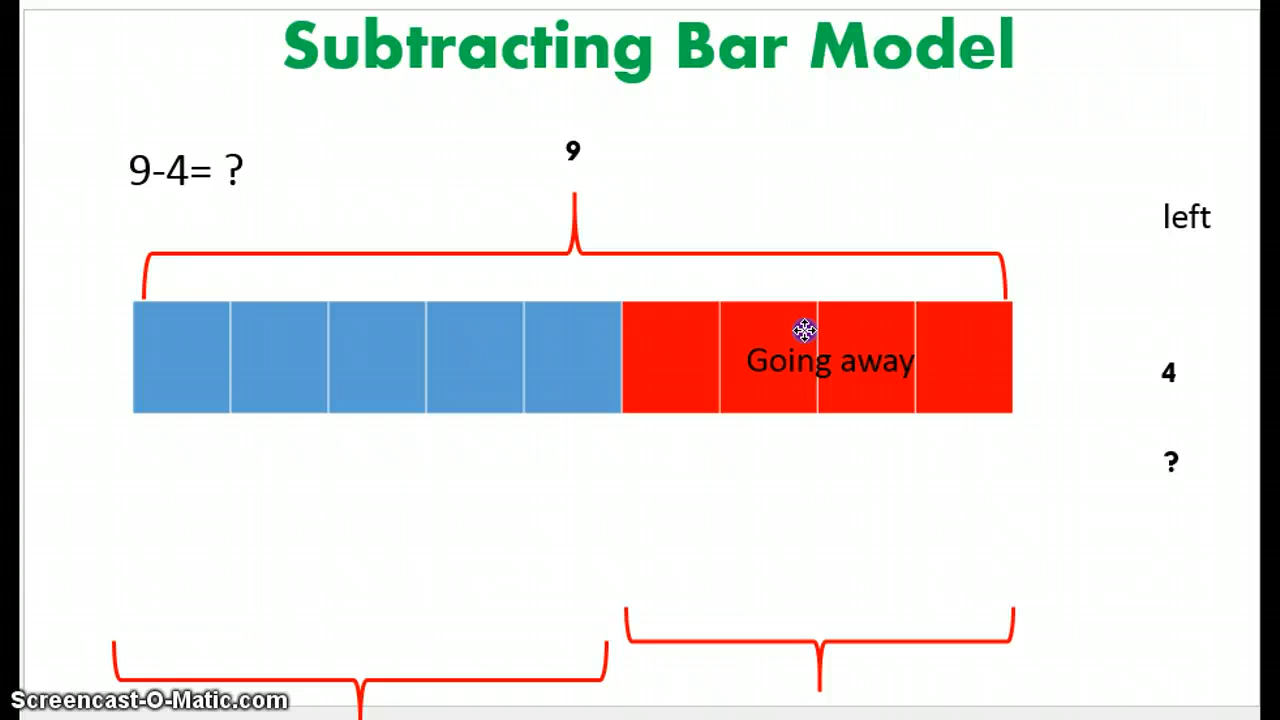 Subtracting Bar Model
9-4= ?
9
left
Going away
4
?
Screencast-O-Matic.com